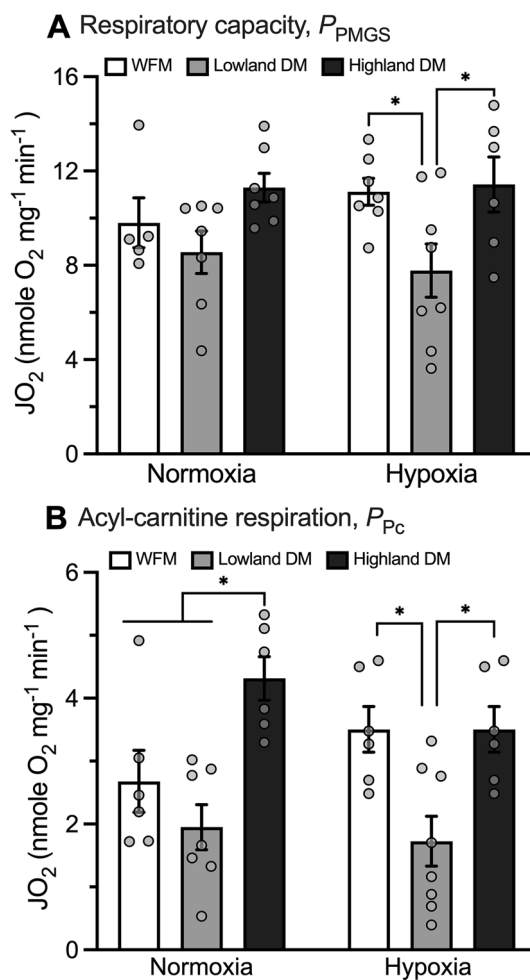 A Respiratory capacity, P_PMGS
WFM Lowland DM Highland DM
16
12
8
4
0
JO₂ (nmole O₂ mg⁻¹ min⁻¹)
* *
Normoxia Hypoxia
B Acyl-carnitine respiration, P_Pc
WFM Lowland DM Highland DM
6
4
2
0
JO₂ (nmole O₂ mg⁻¹ min⁻¹)
* * *
Normoxia Hypoxia